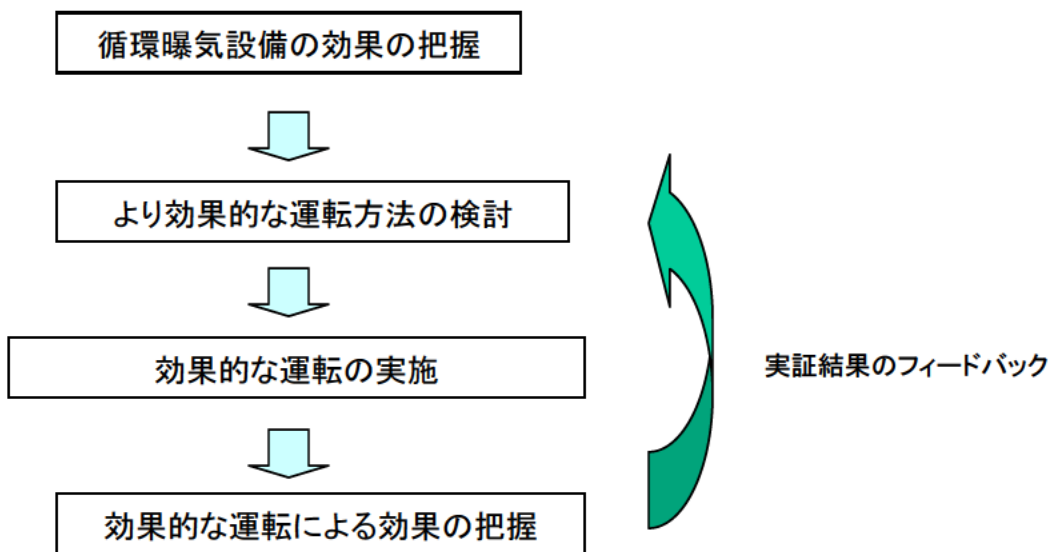 循環曝気設備の効果の把握
より効果的な運転方法の検討
効果的な運転の実施
実証結果のフィードバック
効果的な運転による効果の把握